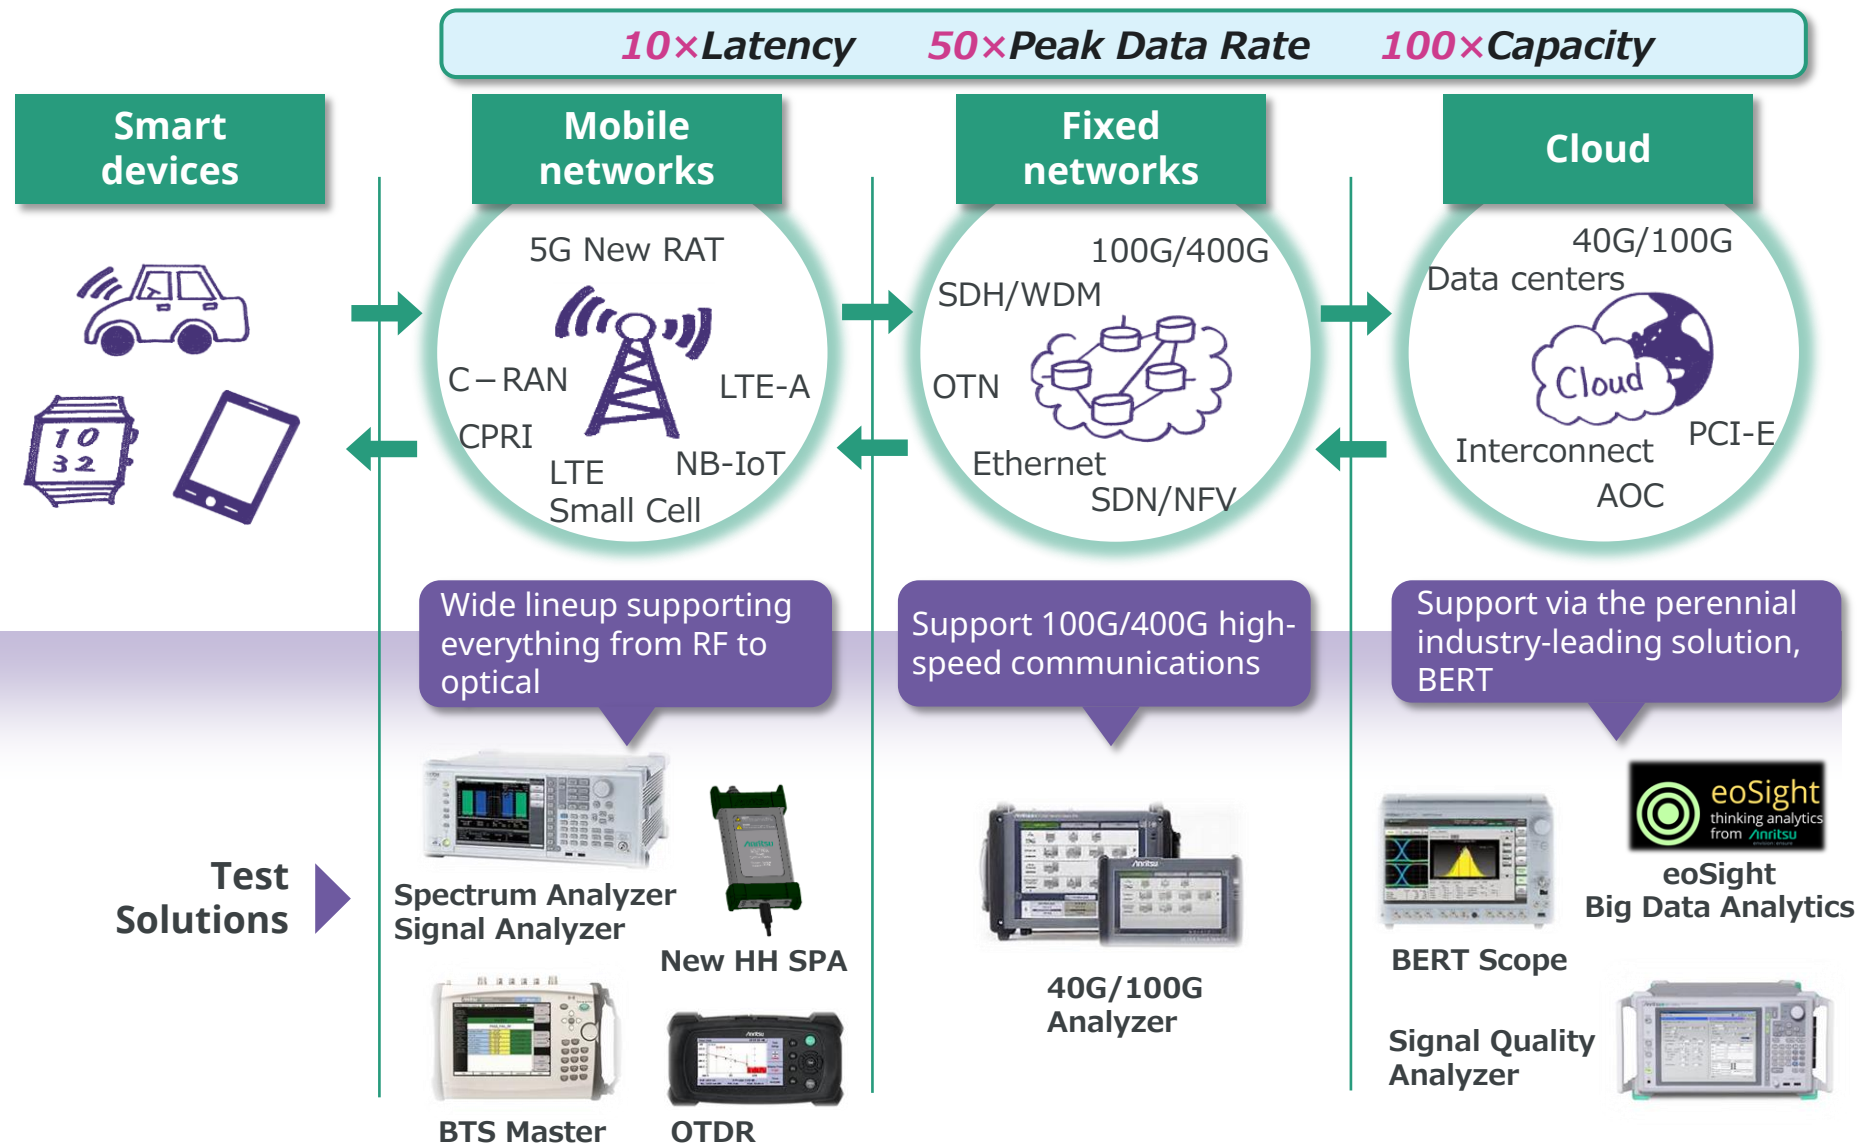 10×Latency 50×Peak Data Rate 100×Capacity
Smart
devices
Mobile
networks
Fixed
networks
Cloud
5G New RAT
C－RAN
LTE-A
CPRI
LTE
NB-IoT
Small Cell
100G/400G
SDH/WDM
OTN
Ethernet
SDN/NFV
40G/100G
Data centers
Cloud
PCI-E
Interconnect
AOC
10
32
Wide lineup supporting
everything from RF to
optical
Support 100G/400G high-
speed communications
Support via the perennial
industry-leading solution,
BERT
Test
Solutions
Spectrum Analyzer
Signal Analyzer
Anritsu
New HH SPA
BTS Master
Anritsu
OTDR
Anritsu
40G/100G
Analyzer
BERT Scope
eoSight
thinking analytics
from Anritsu
eoSight
Big Data Analytics
Signal Quality
Analyzer